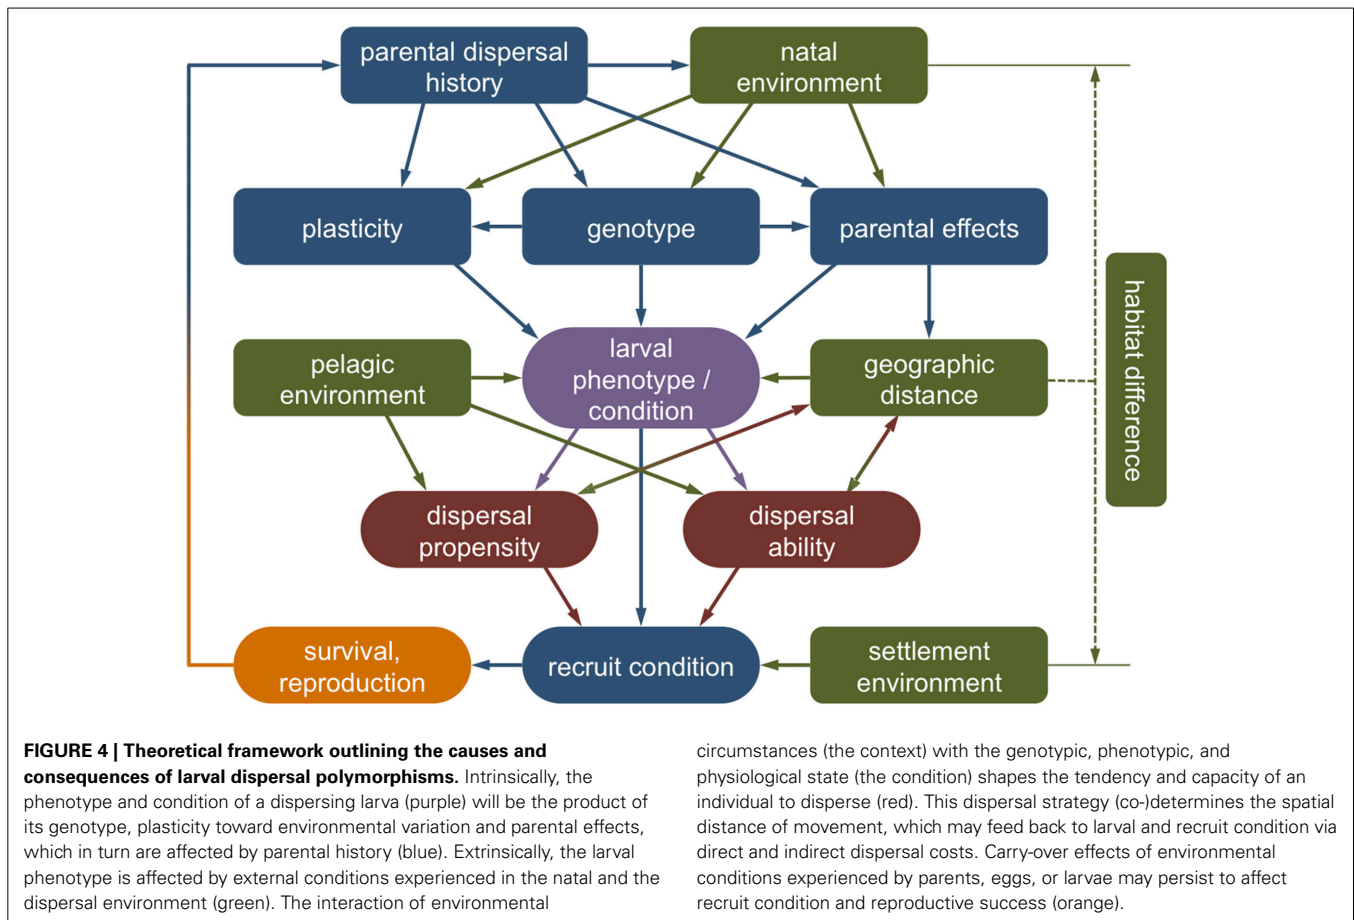 parental dispersal
history
natal
environment
plasticity
genotype
parental effects
habitat difference
pelagic
environment
larval
phenotype /
condition
geographic
distance
dispersal
propensity
dispersal
ability
survival,
reproduction
recruit condition
settlement
environment
FIGURE 4 | Theoretical framework outlining the causes and
consequences of larval dispersal polymorphisms. Intrinsically, the
phenotype and condition of a dispersing larva (purple) will be the product of
its genotype, plasticity toward environmental variation and parental effects,
which in turn are affected by parental history (blue). Extrinsically, the larval
phenotype is affected by external conditions experienced in the natal and the
dispersal environment (green). The interaction of environmental
circumstances (the context) with the genotypic, phenotypic, and
physiological state (the condition) shapes the tendency and capacity of an
individual to disperse (red). This dispersal strategy (co-)determines the spatial
distance of movement, which may feed back to larval and recruit condition via
direct and indirect dispersal costs. Carry-over effects of environmental
conditions experienced by parents, eggs, or larvae may persist to affect
recruit condition and reproductive success (orange).